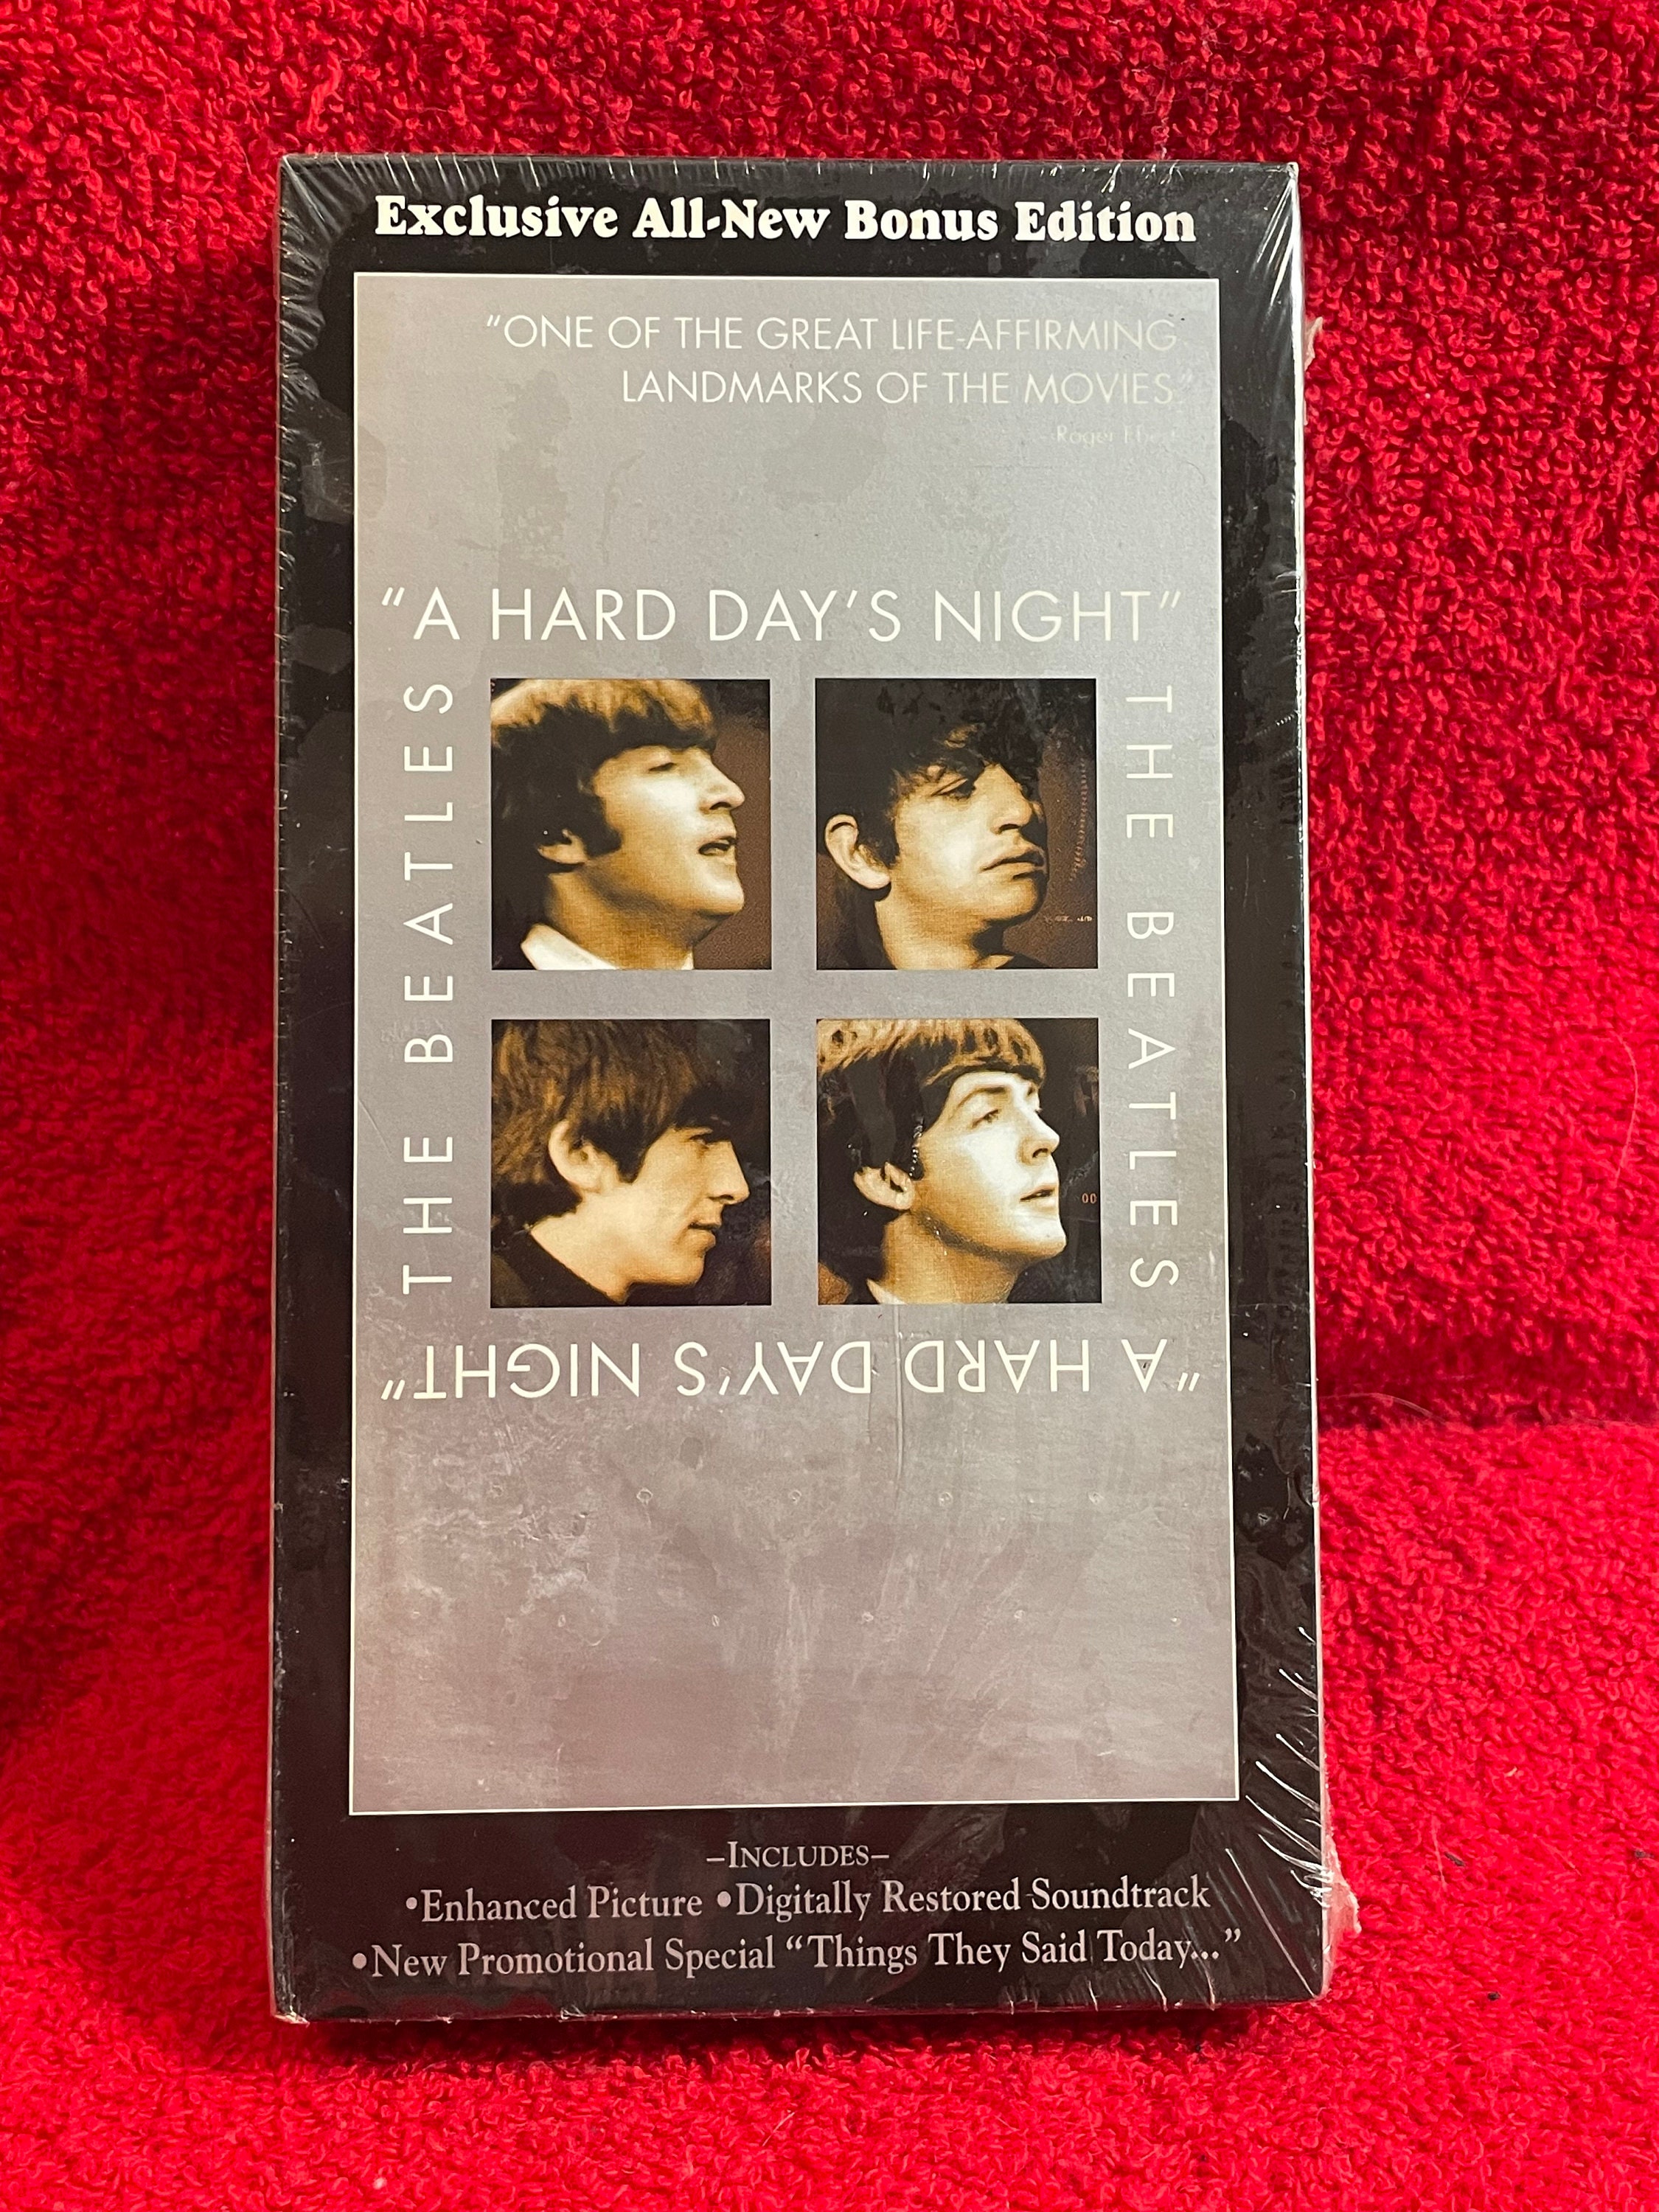 Exclusive All-New Bonus Edition
"ONE OF THE GREAT LIFE-AFFIRMING
LANDMARKS OF THE MOVIES"
- Roger Ebert
"A HARD DAY'S NIGHT"
THE BEATLES
THE BEATLES
"A HARD DAY'S NIGHT"
–INCLUDES–
•Enhanced Picture •Digitally Restored Soundtrack
•New Promotional Special "Things They Said Today..."